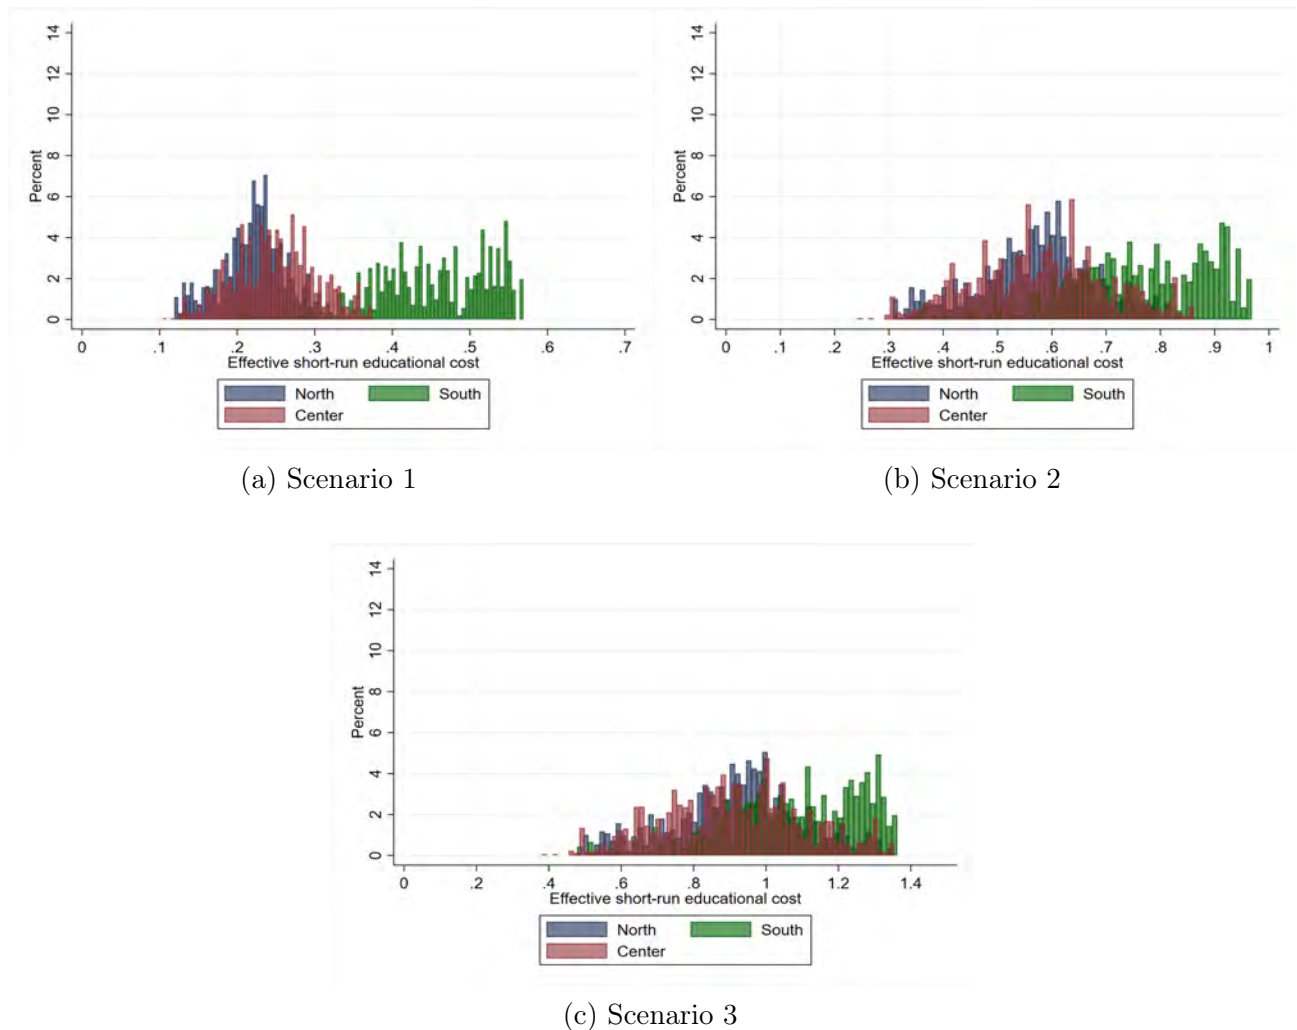 14
12
10
8
6
4
2
0
Percent
0 .1 .2 .3 .4 .5 .6 .7
Effective short-run educational cost
North South
Center
(a) Scenario 1
14
12
10
8
6
4
2
0
Percent
0 .1 .2 .3 .4 .5 .6 .7 .8 .9 1
Effective short-run educational cost
North South
Center
(b) Scenario 2
14
12
10
8
6
4
2
0
Percent
0 .2 .4 .6 .8 1 1.2 1.4
Effective short-run educational cost
North South
Center
(c) Scenario 3